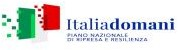 Italiadomani
PIANO NAZIONALE
DI RIPRESA E RESILIENZA